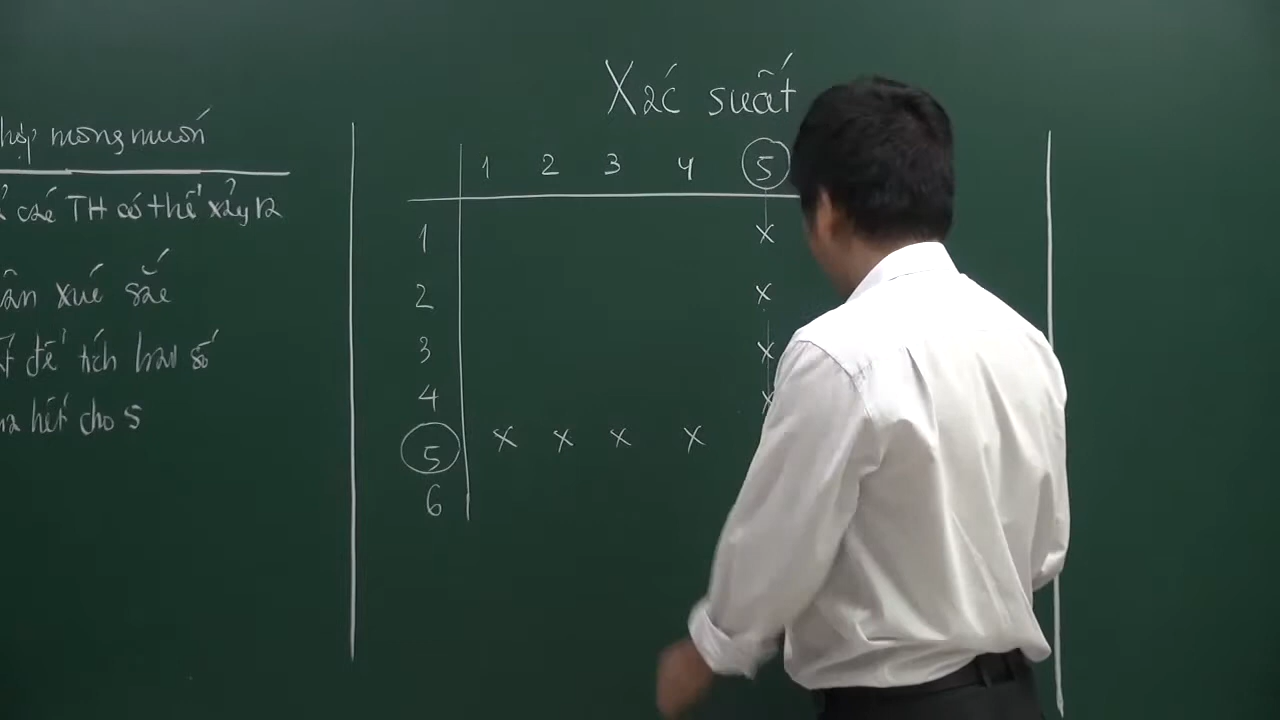 Xác suất
hợp mong muốn
các TH có thể xảy ra
xúc sắc
để tích hai số
hết cho 5
1 2 3 4 5
1 x
2 x
3 x
4 x
5 x x x x
6